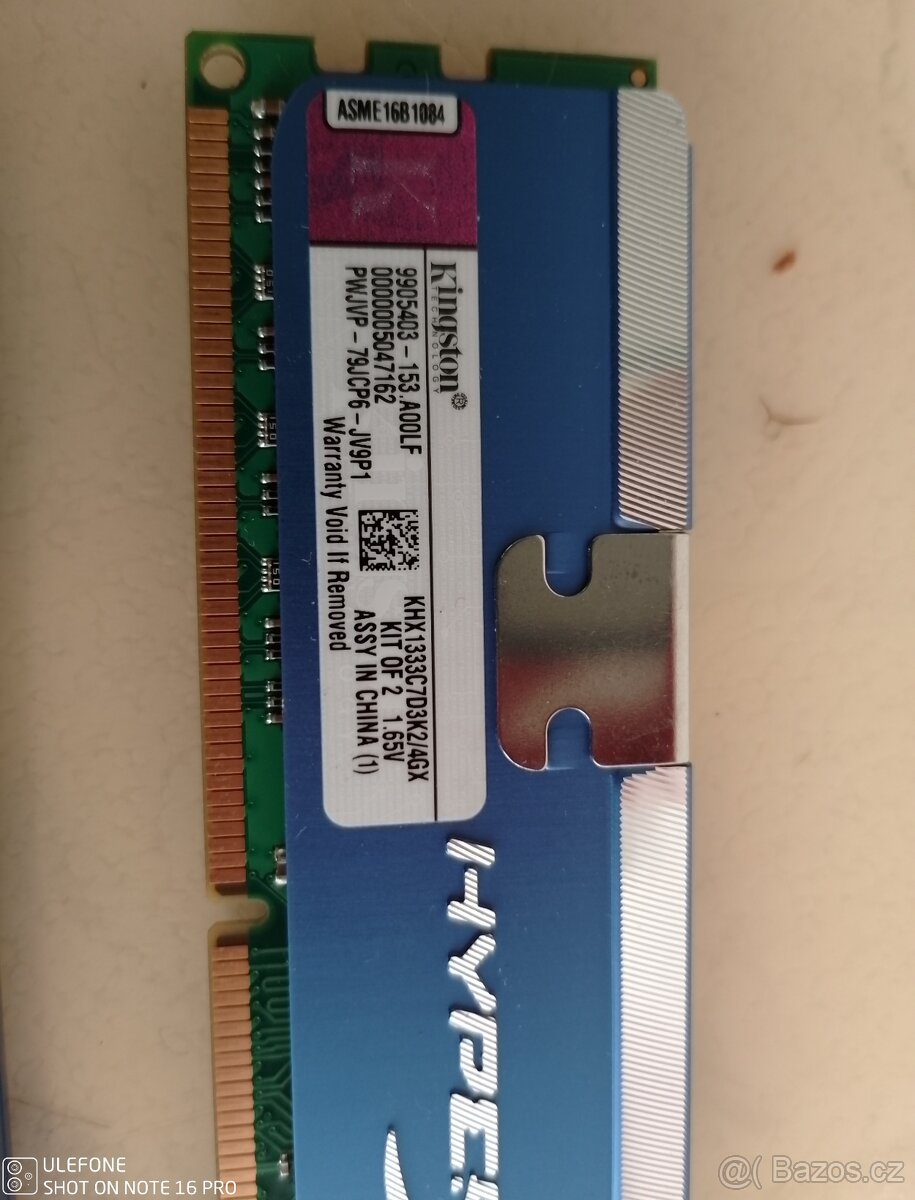 ASME16B1084
Kingston®
TECHNOLOGY
9905403-153.A00LF
0000005047162
PWJVP-79JCP6-JV9P1
Warranty Void If Removed
KHX1333C7D3K2/4GX
KIT OF 2 1.65V
ASSY IN CHINA (1)
HYPER
ULEFONE
SHOT ON NOTE 16 PRO
@( Bazos.cz